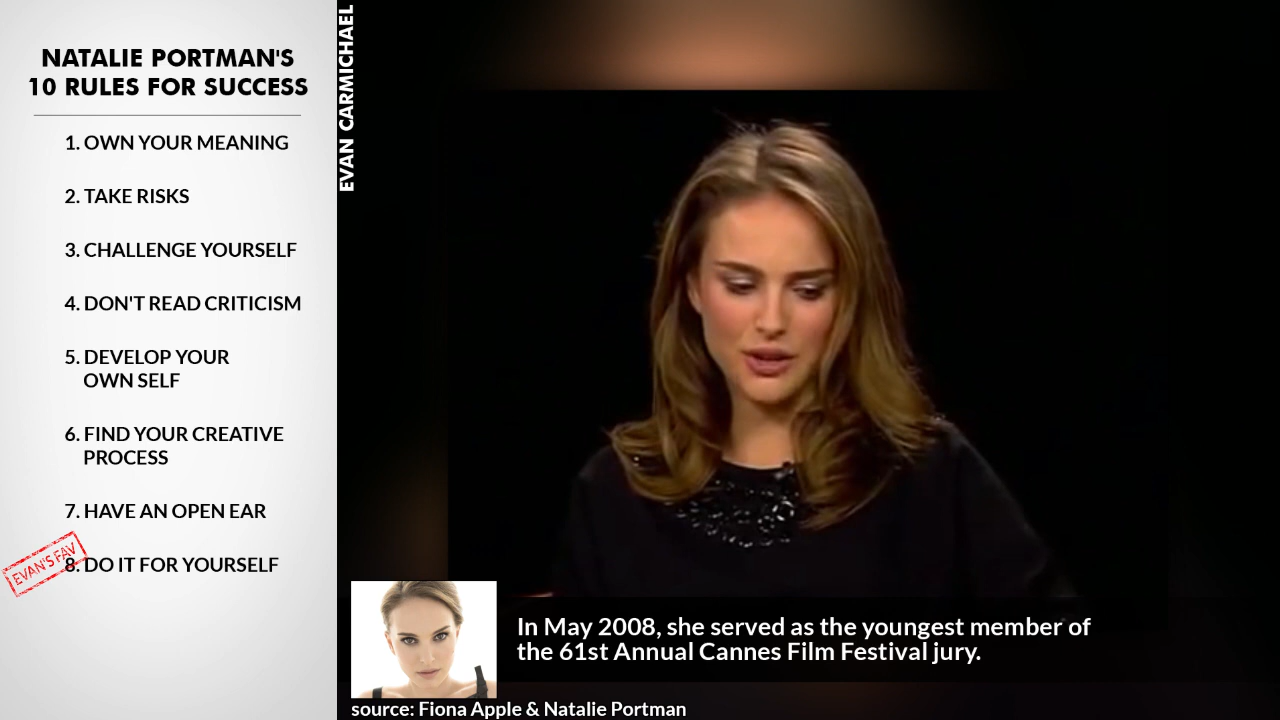 NATALIE PORTMAN'S
10 RULES FOR SUCCESS
1. OWN YOUR MEANING
2. TAKE RISKS
3. CHALLENGE YOURSELF
4. DON'T READ CRITICISM
5. DEVELOP YOUR
OWN SELF
6. FIND YOUR CREATIVE
PROCESS
7. HAVE AN OPEN EAR
EVAN'S FAV
8. DO IT FOR YOURSELF
EVAN CARMICHAEL
In May 2008, she served as the youngest member of
the 61st Annual Cannes Film Festival jury.
source: Fiona Apple & Natalie Portman